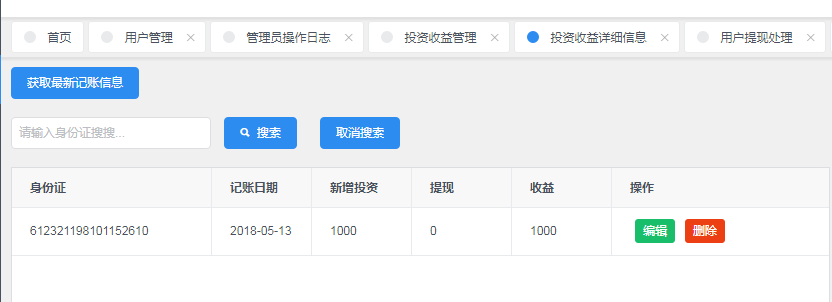 首页 用户管理 管理员操作日志 投资收益管理 投资收益详细信息 用户提现处理
获取最新记账信息
请输入身份证搜搜... 搜索 取消搜索
身份证 记账日期 新增投资 提现 收益 操作
612321198101152610 2018-05-13 1000 0 1000 编辑 删除